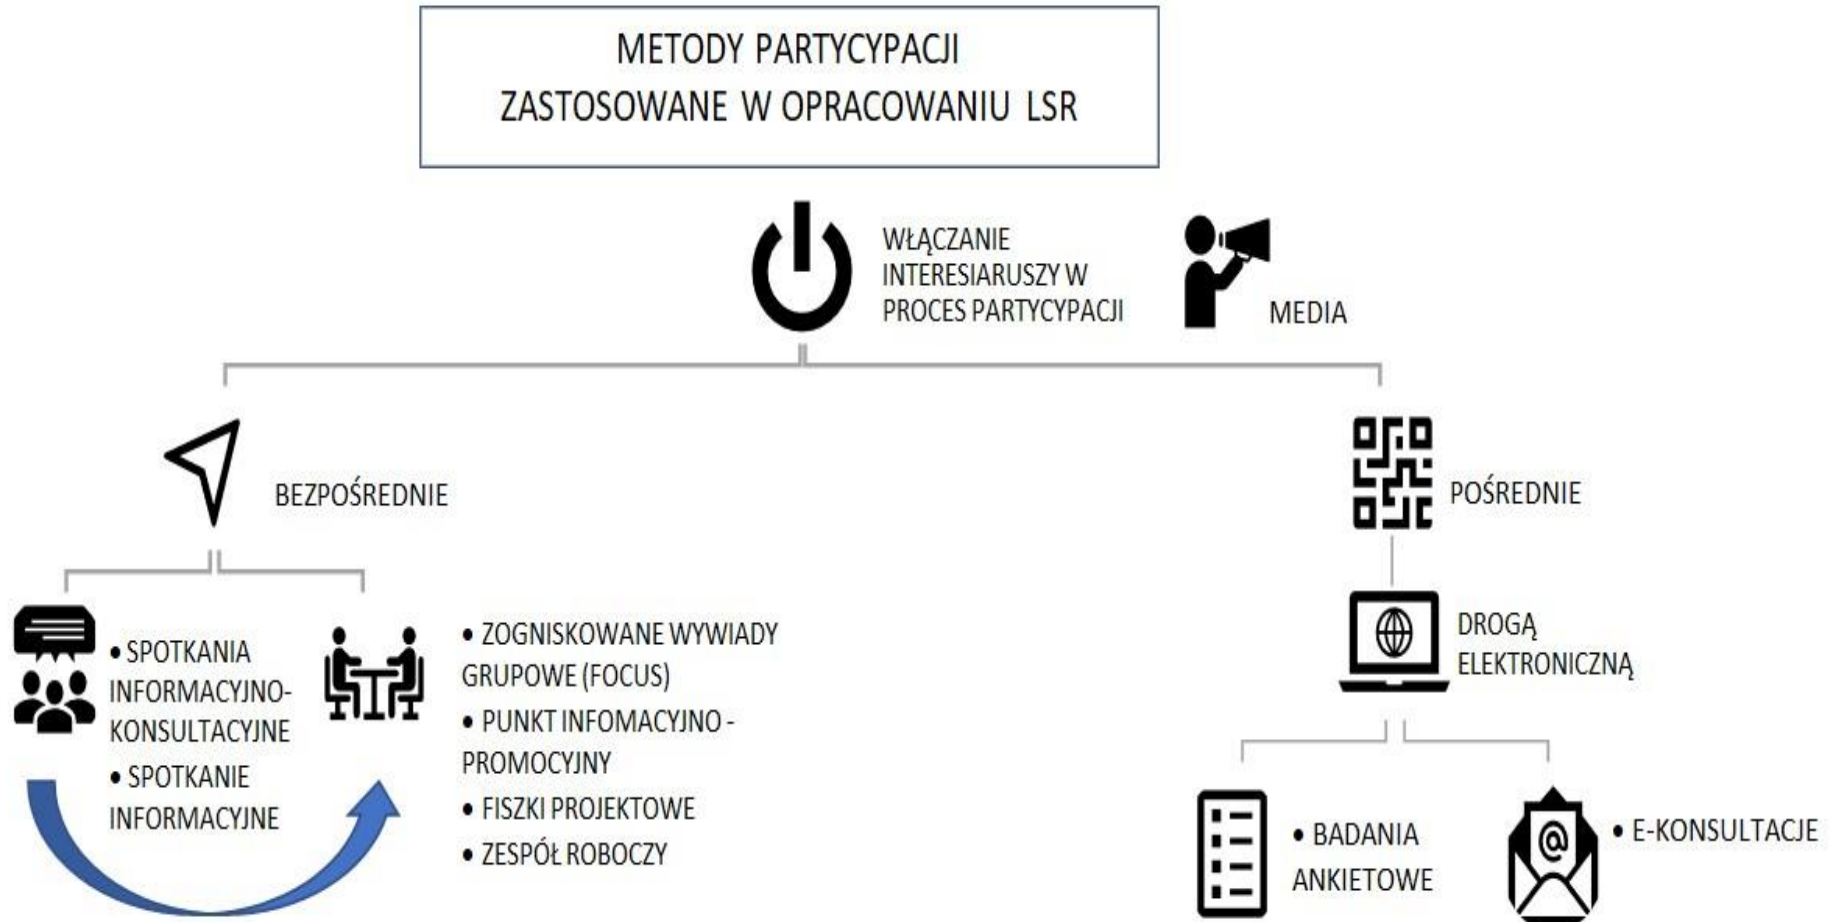 METODY PARTYCYPACJI
ZASTOSOWANE W OPRACOWANIU LSR
WŁĄCZANIE
INTERESIARUSZY W
PROCES PARTYCYPACJI
MEDIA
BEZPOŚREDNIE
POŚREDNIE
• SPOTKANIA
INFORMACYJNO-
KONSULTACYJNE
• SPOTKANIE
INFORMACYJNE
• ZOGNISKOWANE WYWIADY
GRUPOWE (FOCUS)
• PUNKT INFOMACYJNO -
PROMOCYJNY
• FISZKI PROJEKTOWE
• ZESPÓŁ ROBOCZY
DROGĄ
ELEKTRONICZNĄ
• BADANIA
ANKIETOWE
@
• E-KONSULTACJE